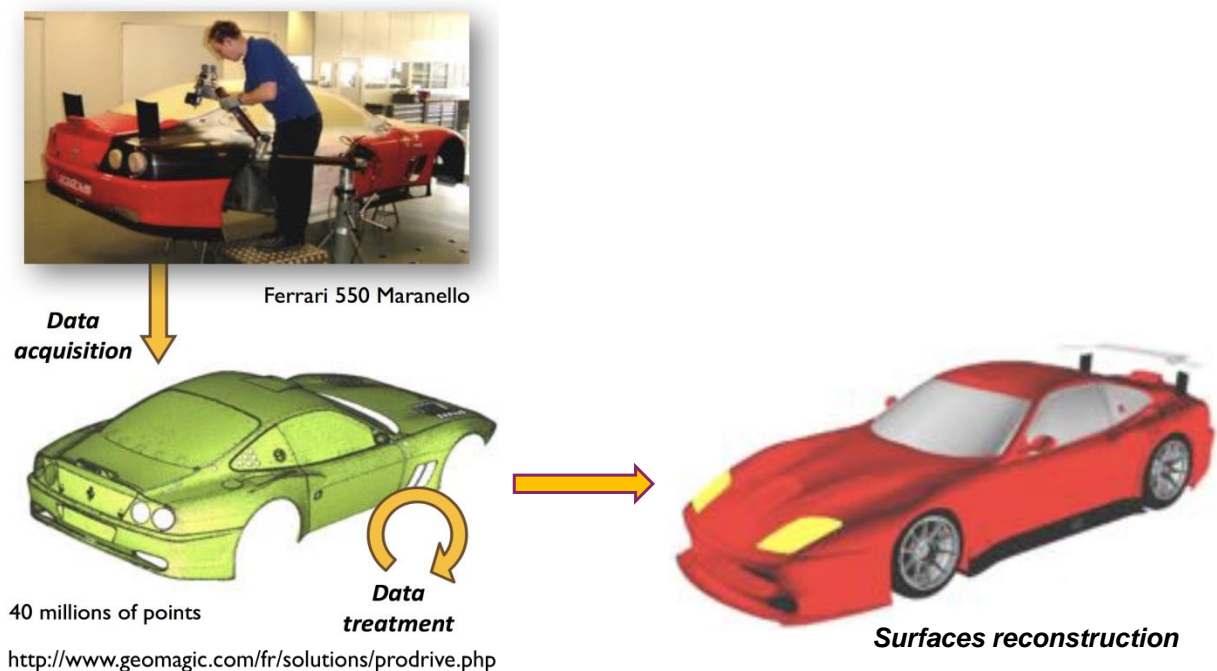 Ferrari 550 Maranello
Data
acquisition
40 millions of points
Data
treatment
http://www.geomagic.com/fr/solutions/prodrive.php
Surfaces reconstruction